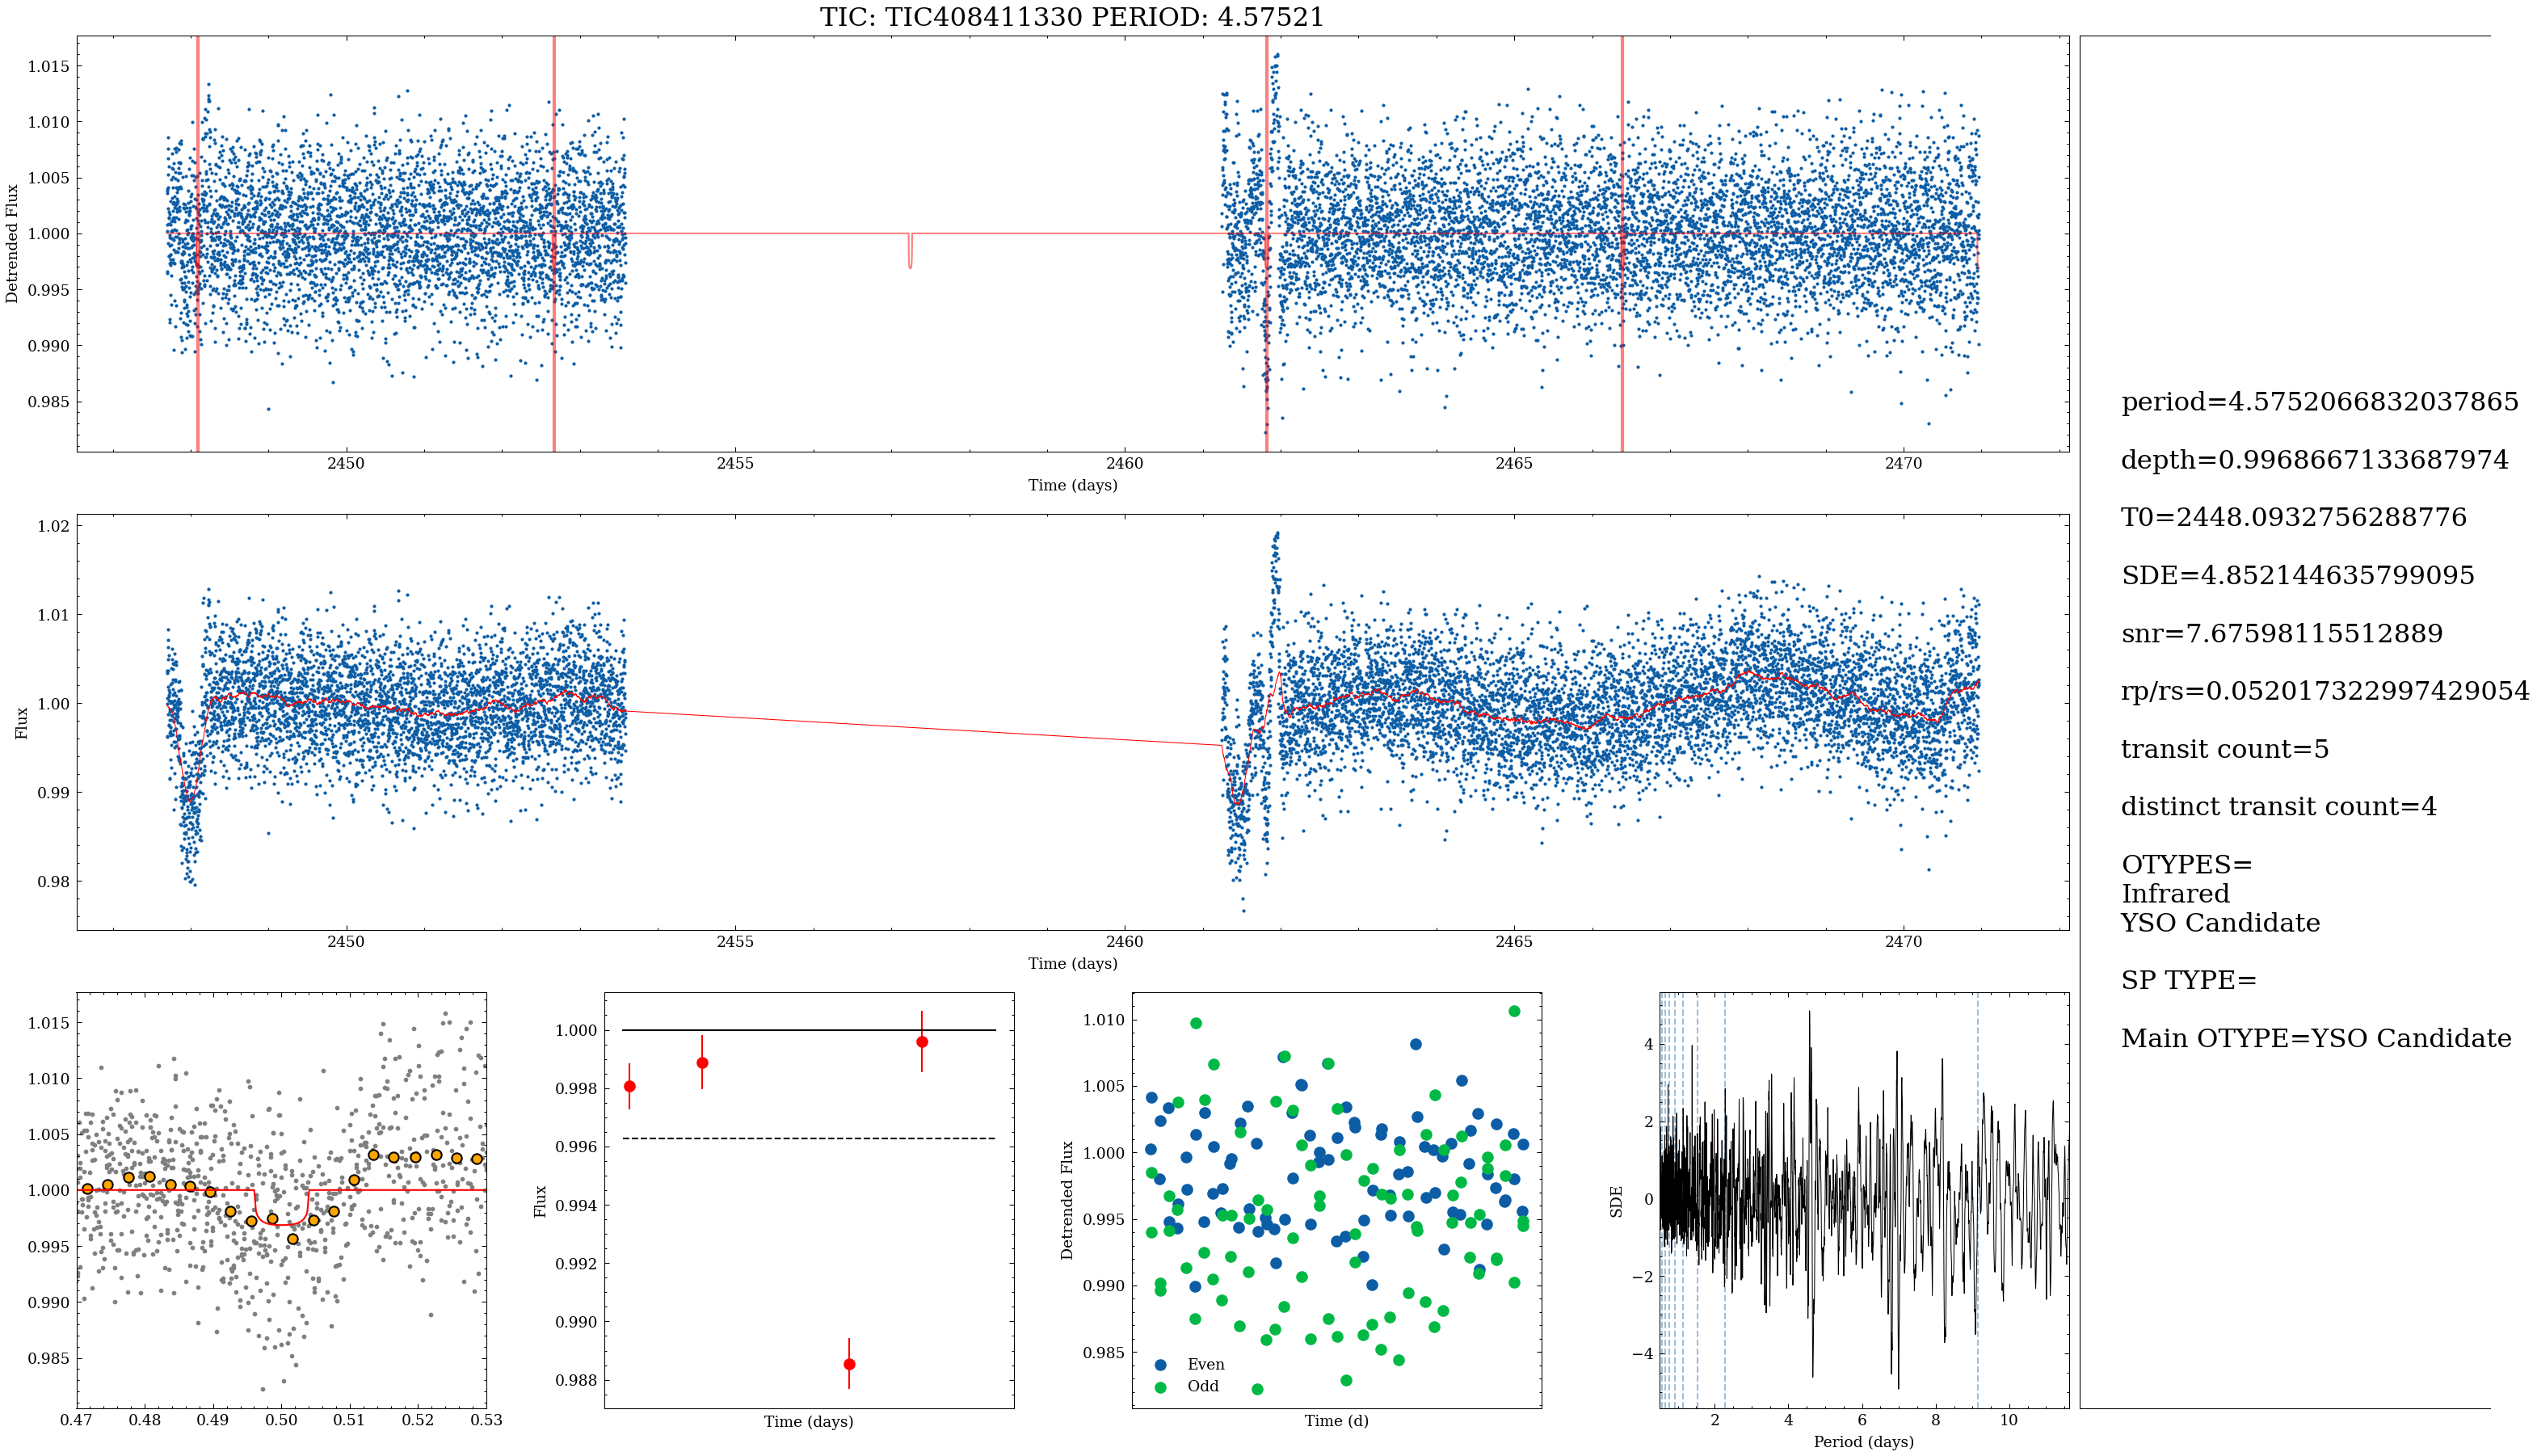 TIC: TIC408411330 PERIOD: 4.57521
1.015
1.010
1.005
1.000
0.995
0.990
0.985
Detrended Flux
2450
2455
2460
2465
2470
Time (days)
1.02
1.01
1.00
0.99
0.98
Flux
2450
2455
2460
2465
2470
Time (days)
period=4.5752066832037865
depth=0.9968667133687974
T0=2448.0932756288776
SDE=4.852144635799095
snr=7.67598115512889
rp/rs=0.052017322997429054
transit count=5
distinct transit count=4
OTYPES=
Infrared
YSO Candidate
SP TYPE=
Main OTYPE=YSO Candidate
1.015
1.010
1.005
1.000
0.995
0.990
0.985
0.47
0.48
0.49
0.50
0.51
0.52
0.53
1.000
0.998
0.996
0.994
0.992
0.990
0.988
Flux
Time (days)
1.010
1.005
1.000
0.995
0.990
0.985
Detrended Flux
Even
Odd
Time (d)
4
2
0
−2
−4
SDE
2
4
6
8
10
Period (days)